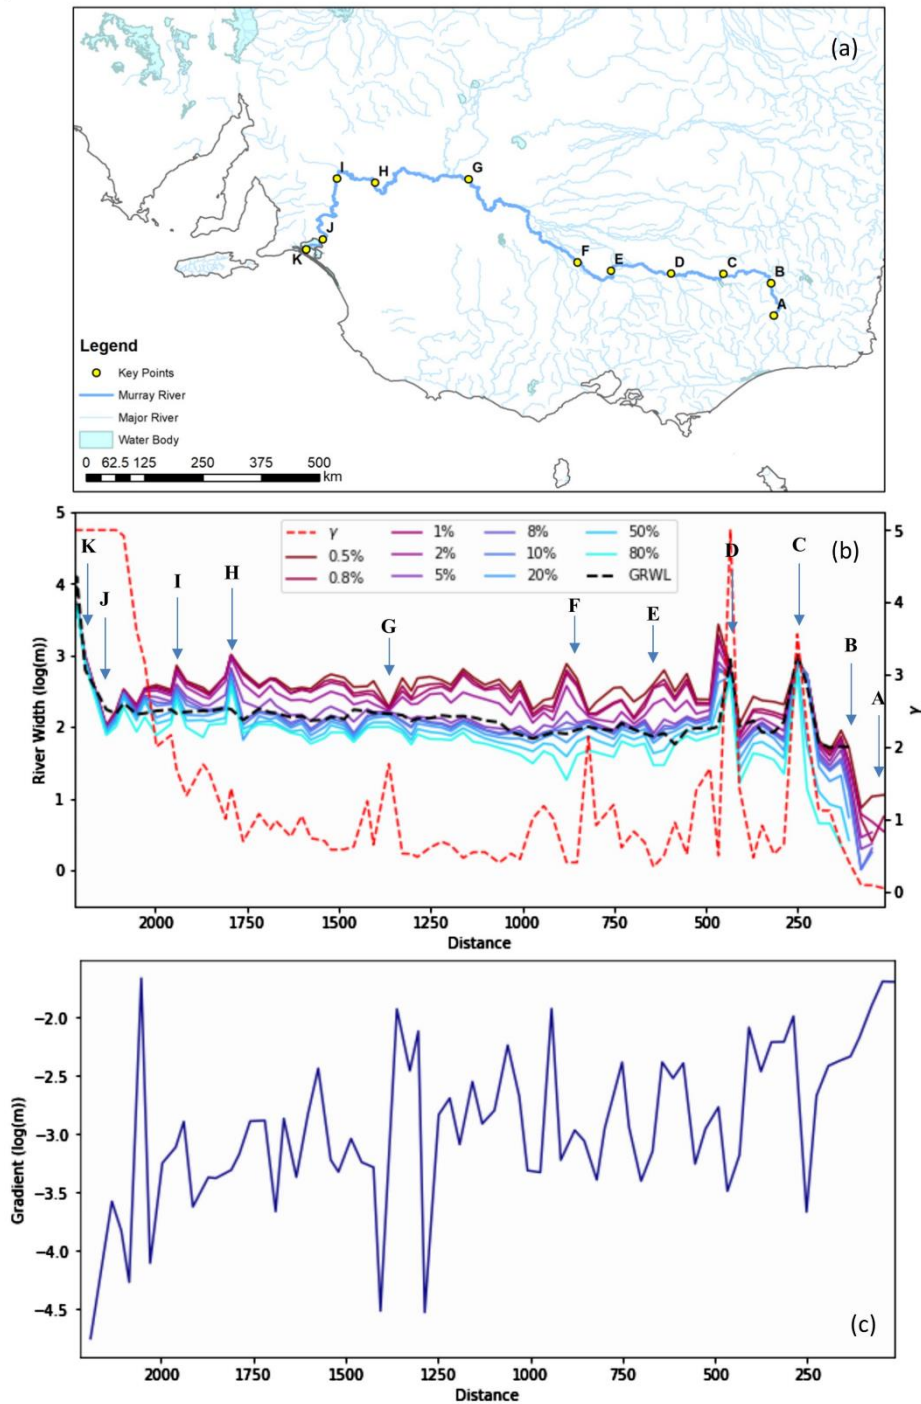 (a)
I
H
G
J
K
F
E
D
C
B
A
Legend
Key Points
Murray River
Major River
Water Body
0 62.5 125 250 375 500
km
(b)
γ
0.5%
0.8%
1%
2%
5%
8%
10%
20%
50%
80%
GRWL
K
J
I
H
G
F
E
D
C
B
A
River Width (log(m))
5
4
3
2
1
0
γ
5
4
3
2
1
0
2000 1750 1500 1250 1000 750 500 250
Distance
Gradient (log(m))
−2.0
−2.5
−3.0
−3.5
−4.0
−4.5
(c)
2000 1750 1500 1250 1000 750 500 250
Distance